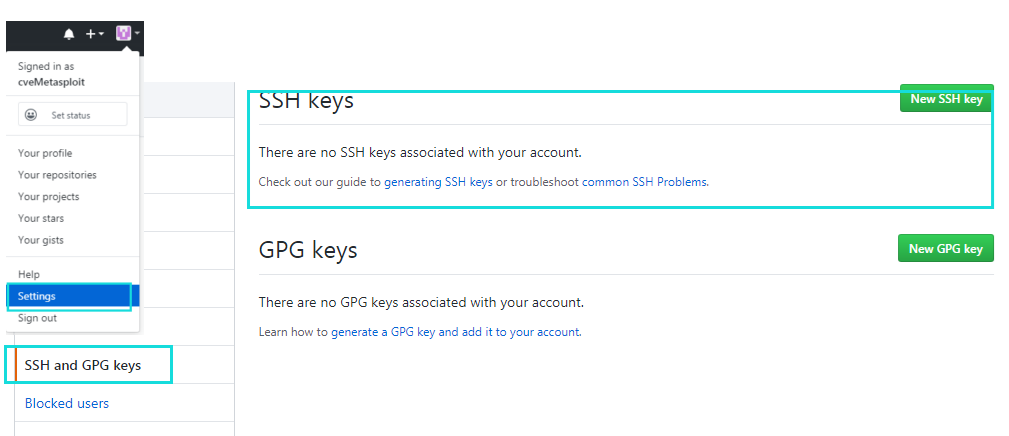 Signed in as
cveMetasploit
Set status
Your profile
Your repositories
Your projects
Your stars
Your gists
Help
Settings
Sign out
SSH and GPG keys
Blocked users
SSH keys
New SSH key
There are no SSH keys associated with your account.
Check out our guide to generating SSH keys or troubleshoot common SSH Problems.
GPG keys
New GPG key
There are no GPG keys associated with your account.
Learn how to generate a GPG key and add it to your account.